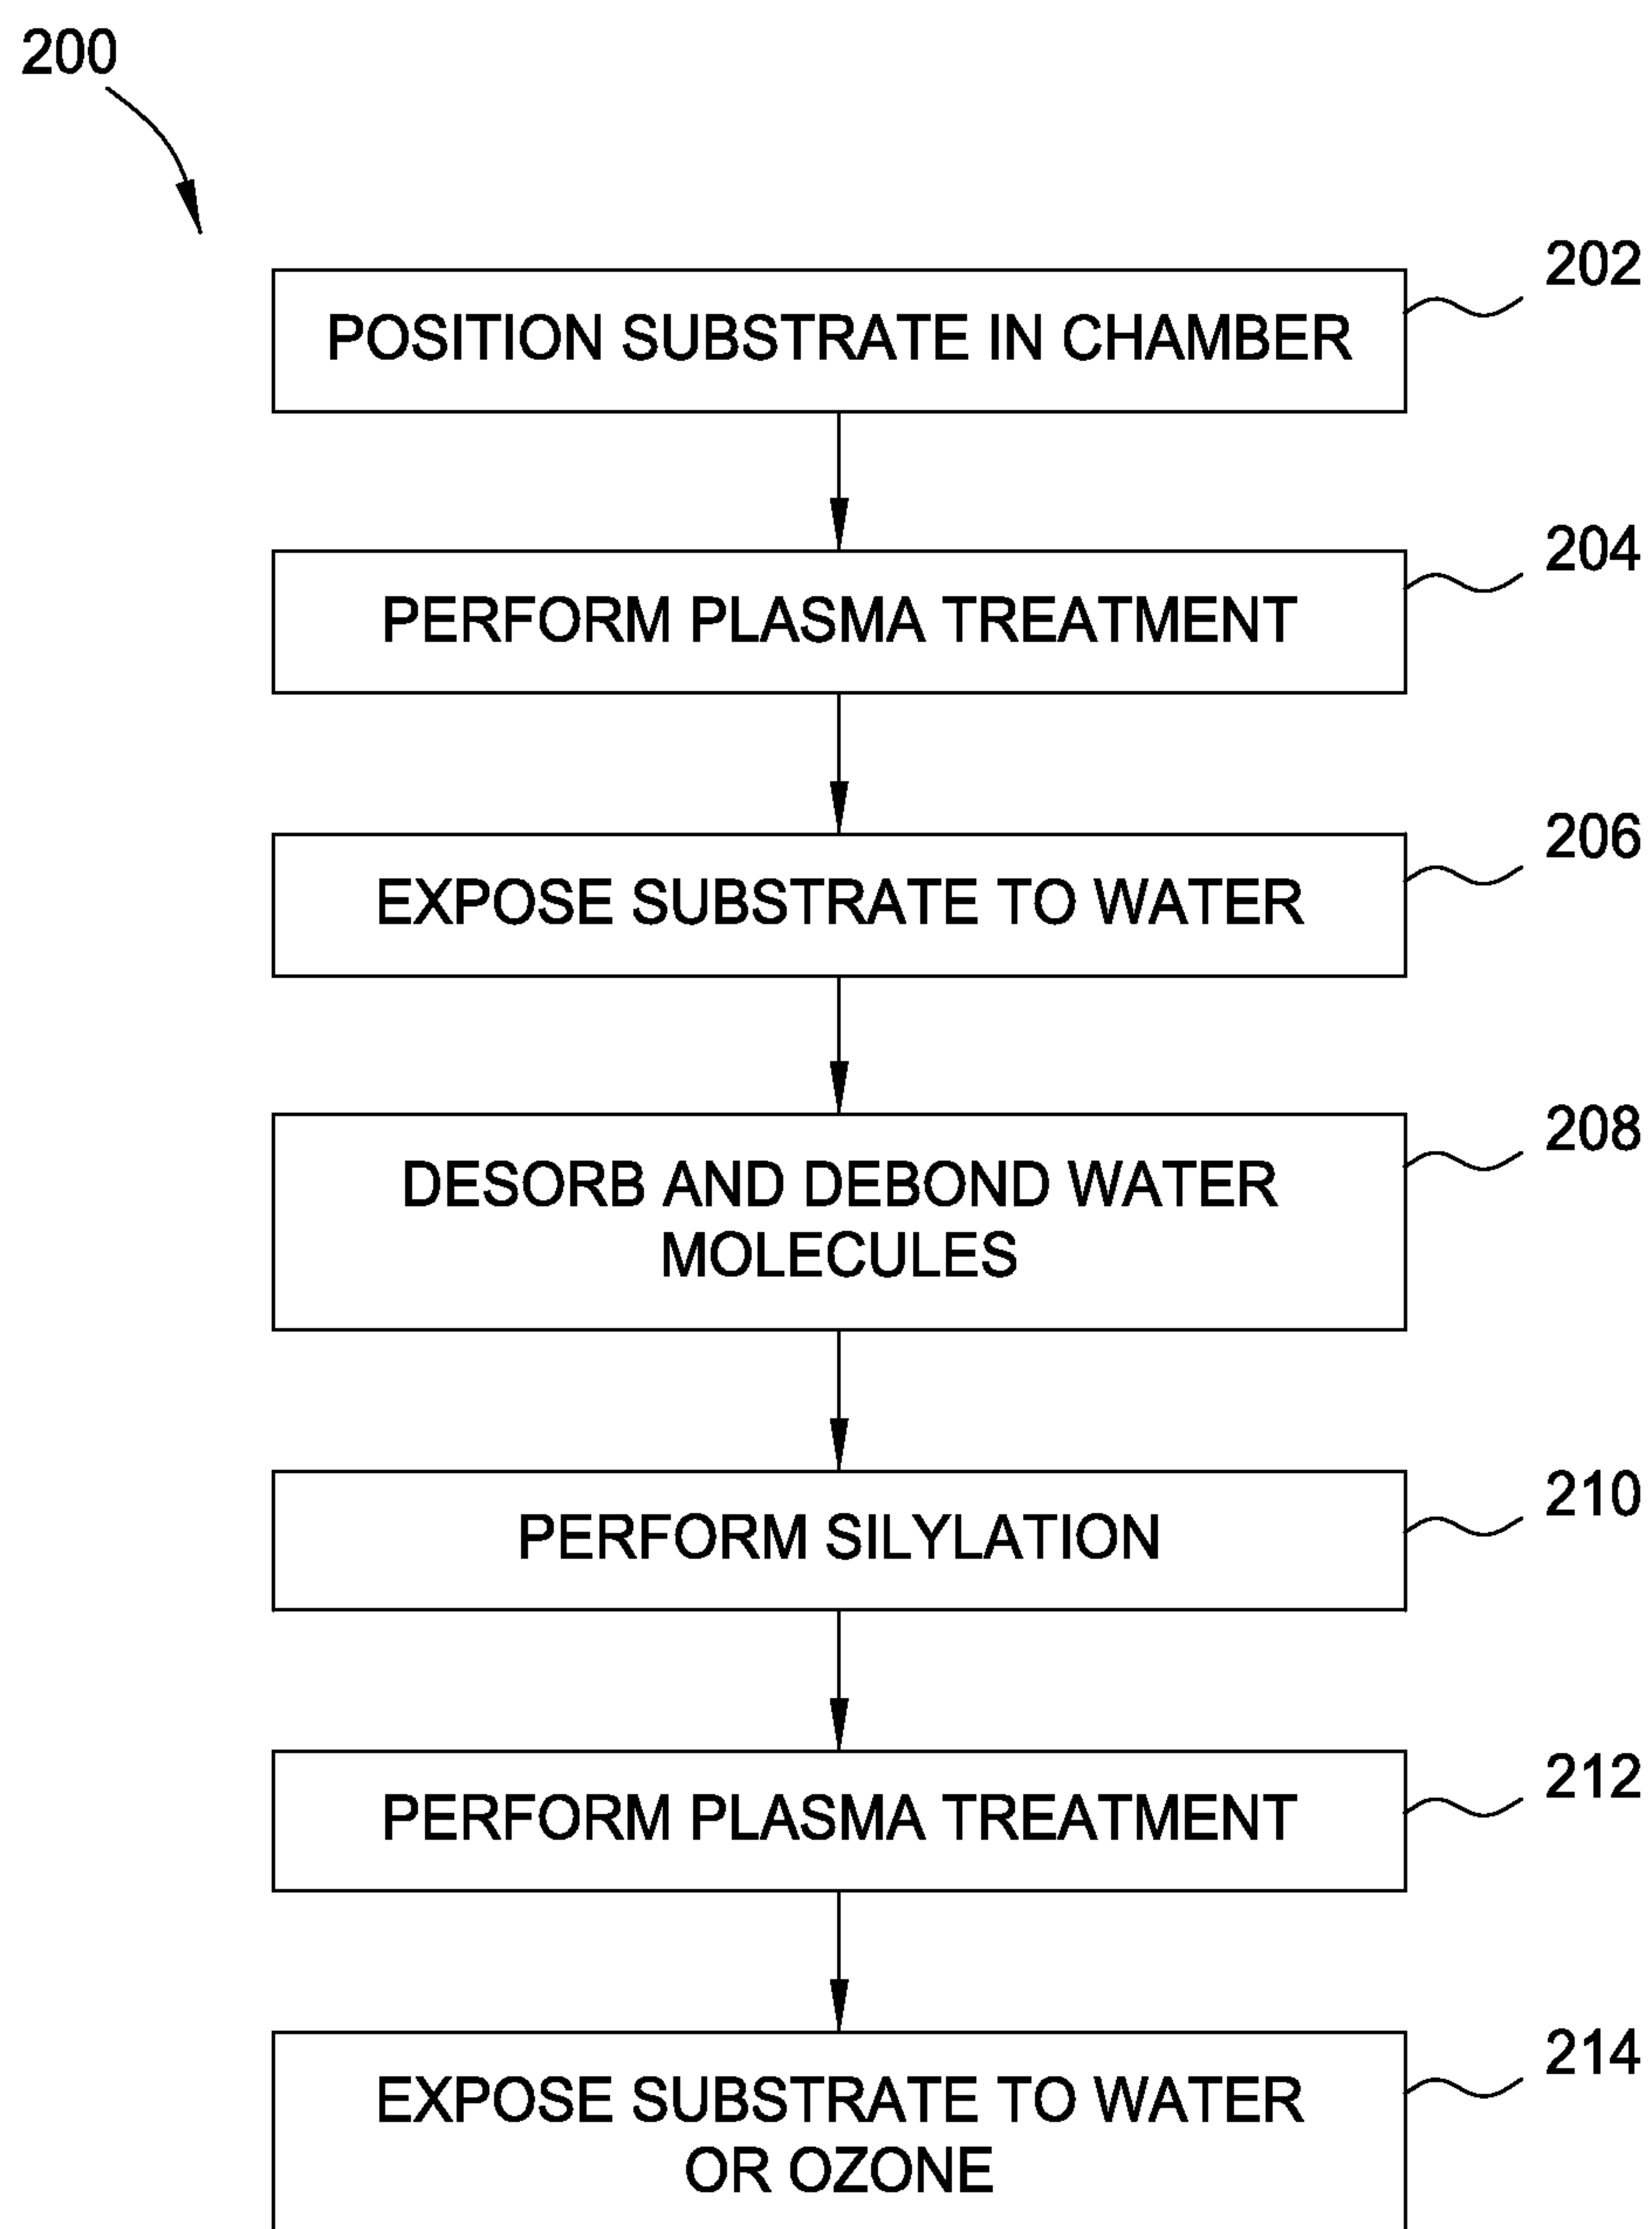 200
202
POSITION SUBSTRATE IN CHAMBER
204
PERFORM PLASMA TREATMENT
206
EXPOSE SUBSTRATE TO WATER
208
DESORB AND DEBOND WATER
MOLECULES
210
PERFORM SILYLATION
212
PERFORM PLASMA TREATMENT
214
EXPOSE SUBSTRATE TO WATER
OR OZONE